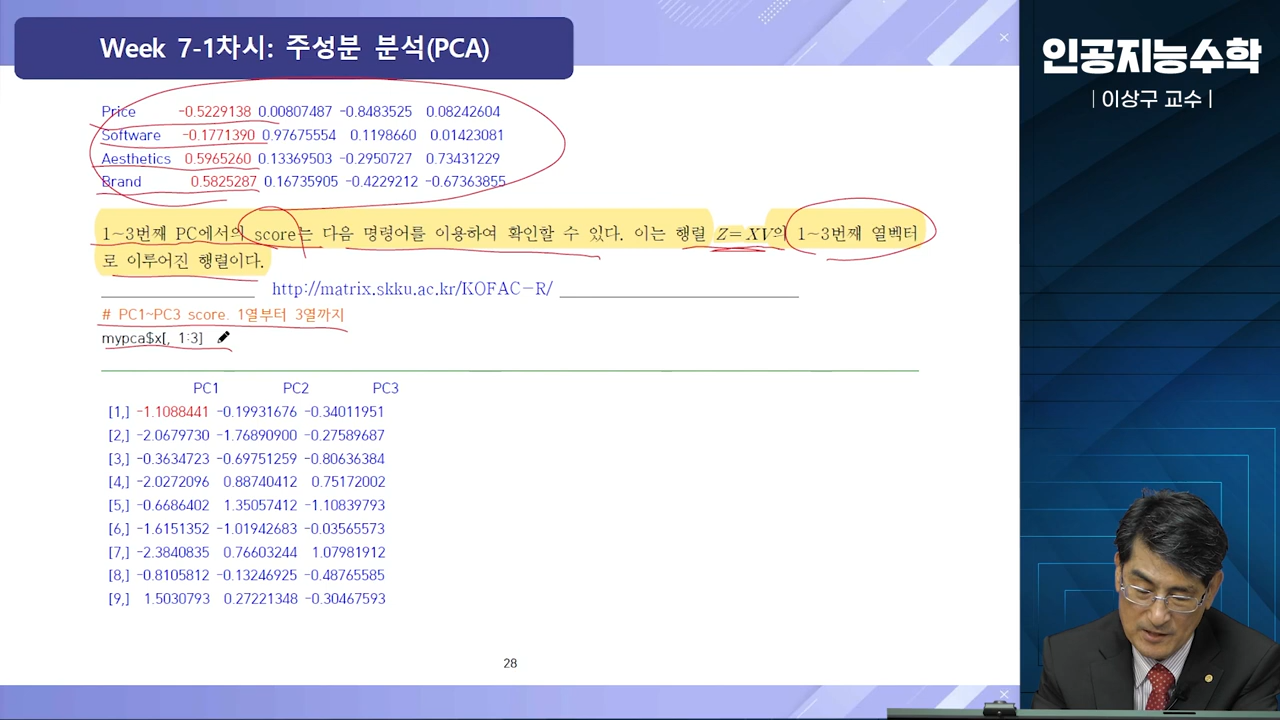 Week 7-1차시: 주성분 분석(PCA)
인공지능수학
| 이상구 교수 |
Price -0.5229138 0.00807487 -0.8483525 0.08242604
Software -0.1771390 0.97675554 0.1198660 0.01423081
Aesthetics 0.5965260 0.13369503 -0.2950727 0.73431229
Brand 0.5825287 0.16735905 -0.4229212 -0.67363855
1~3번째 PC에서의 score는 다음 명령어를 이용하여 확인할 수 있다. 이는 행렬 Z=XV의 1~3번째 열벡터
로 이루어진 행렬이다.
http://matrix.skku.ac.kr/KOFAC-R/
# PC1~PC3 score. 1열부터 3열까지
mypca$x[, 1:3]
PC1 PC2 PC3
[1,] -1.1088441 -0.19931676 -0.34011951
[2,] -2.0679730 -1.76890900 -0.27589687
[3,] -0.3634723 -0.69751259 -0.80636384
[4,] -2.0272096 0.88740412 0.75172002
[5,] -0.6686402 1.35057412 -1.10839793
[6,] -1.6151352 -1.01942683 -0.03565573
[7,] -2.3840835 0.76603244 1.07981912
[8,] -0.8105812 -0.13246925 -0.48765585
[9,] 1.5030793 0.27221348 -0.30467593
28